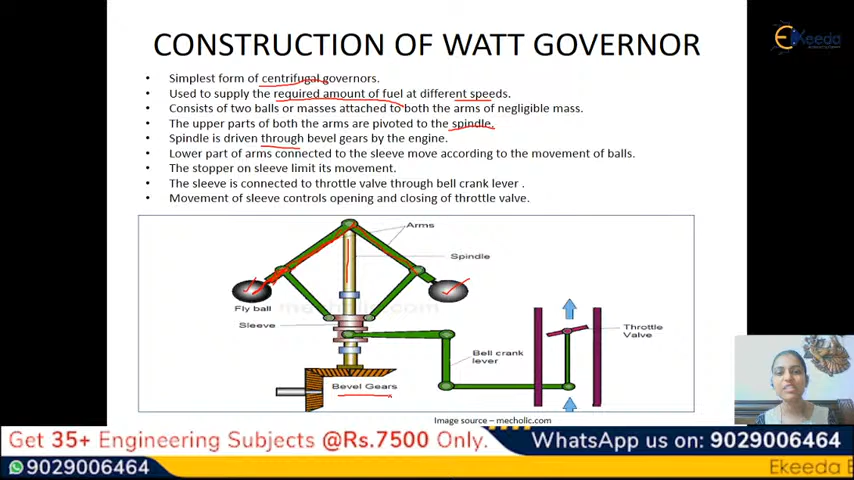 CONSTRUCTION OF WATT GOVERNOR
Ekeeda
• Simplest form of centrifugal governors.
• Used to supply the required amount of fuel at different speeds.
• Consists of two balls or masses attached to both the arms of negligible mass.
• The upper parts of both the arms are pivoted to the spindle.
• Spindle is driven through bevel gears by the engine.
• Lower part of arms connected to the sleeve move according to the movement of balls.
• The stopper on sleeve limit its movement.
• The sleeve is connected to throttle valve through bell crank lever .
• Movement of sleeve controls opening and closing of throttle valve.
Arms
Spindle
Fly ball
mecholic.com
Sleeve
Throttle
Valve
Bell crank
lever
Bevel Gears
Image source – mecholic.com
Get 35+ Engineering Subjects @Rs.7500 Only.
WhatsApp us on: 9029006464
9029006464
Ekeeda E